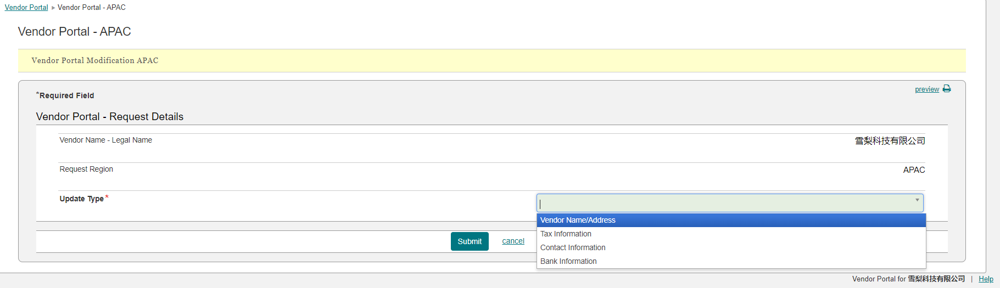 Vendor Portal ▸ Vendor Portal - APAC
Vendor Portal - APAC
Vendor Portal Modification APAC
preview
*Required Field
Vendor Portal - Request Details
Vendor Name - Legal Name 雪梨科技有限公司
Request Region APAC
Update Type*
Vendor Name/Address
Tax Information
Contact Information
Bank Information
Submit cancel
Vendor Portal for 雪梨科技有限公司 | Help